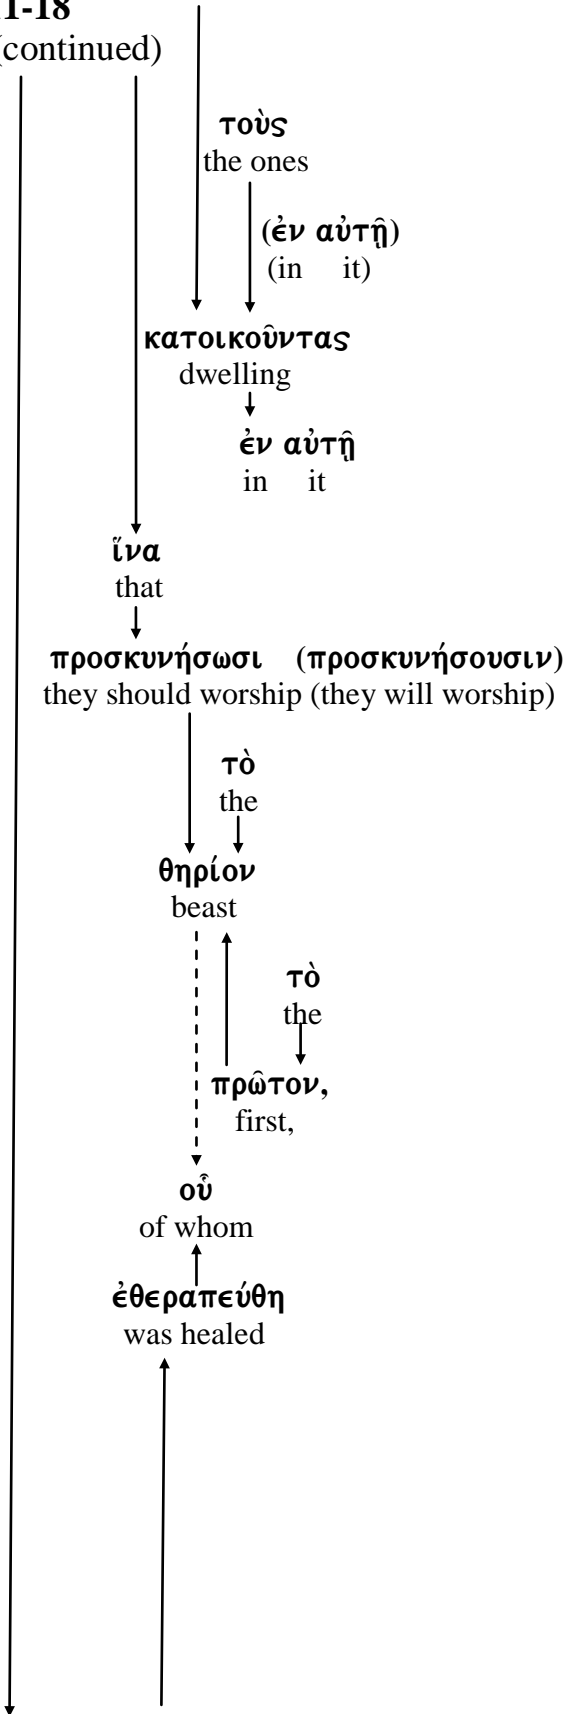 1-18
(continued)
τοὺς
the ones
(ἐν αὐτῇ)
(in it)
κατοικοῦντας
dwelling
ἐν αὐτῇ
in it
ἵνα
that
προσκυνήσωσι (προσκυνήσουσιν)
they should worship (they will worship)
τὸ
the
θηρίον
beast
τὸ
the
πρῶτον,
first,
οὗ
of whom
ἐθεραπεύθη
was healed